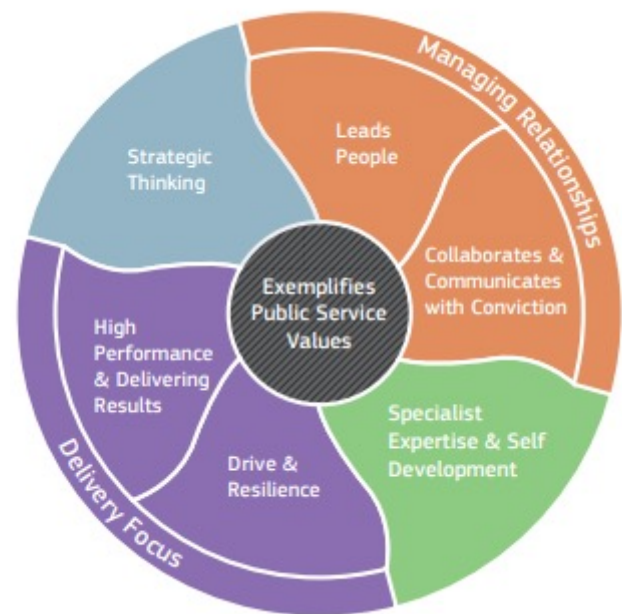 Managing Relationships
Leads
People
Strategic
Thinking
Collaborates &
Communicates
with Conviction
Exemplifies
Public Service
Values
High
Performance
& Delivering
Results
Specialist
Expertise & Self
Development
Drive &
Resilience
Delivery Focus